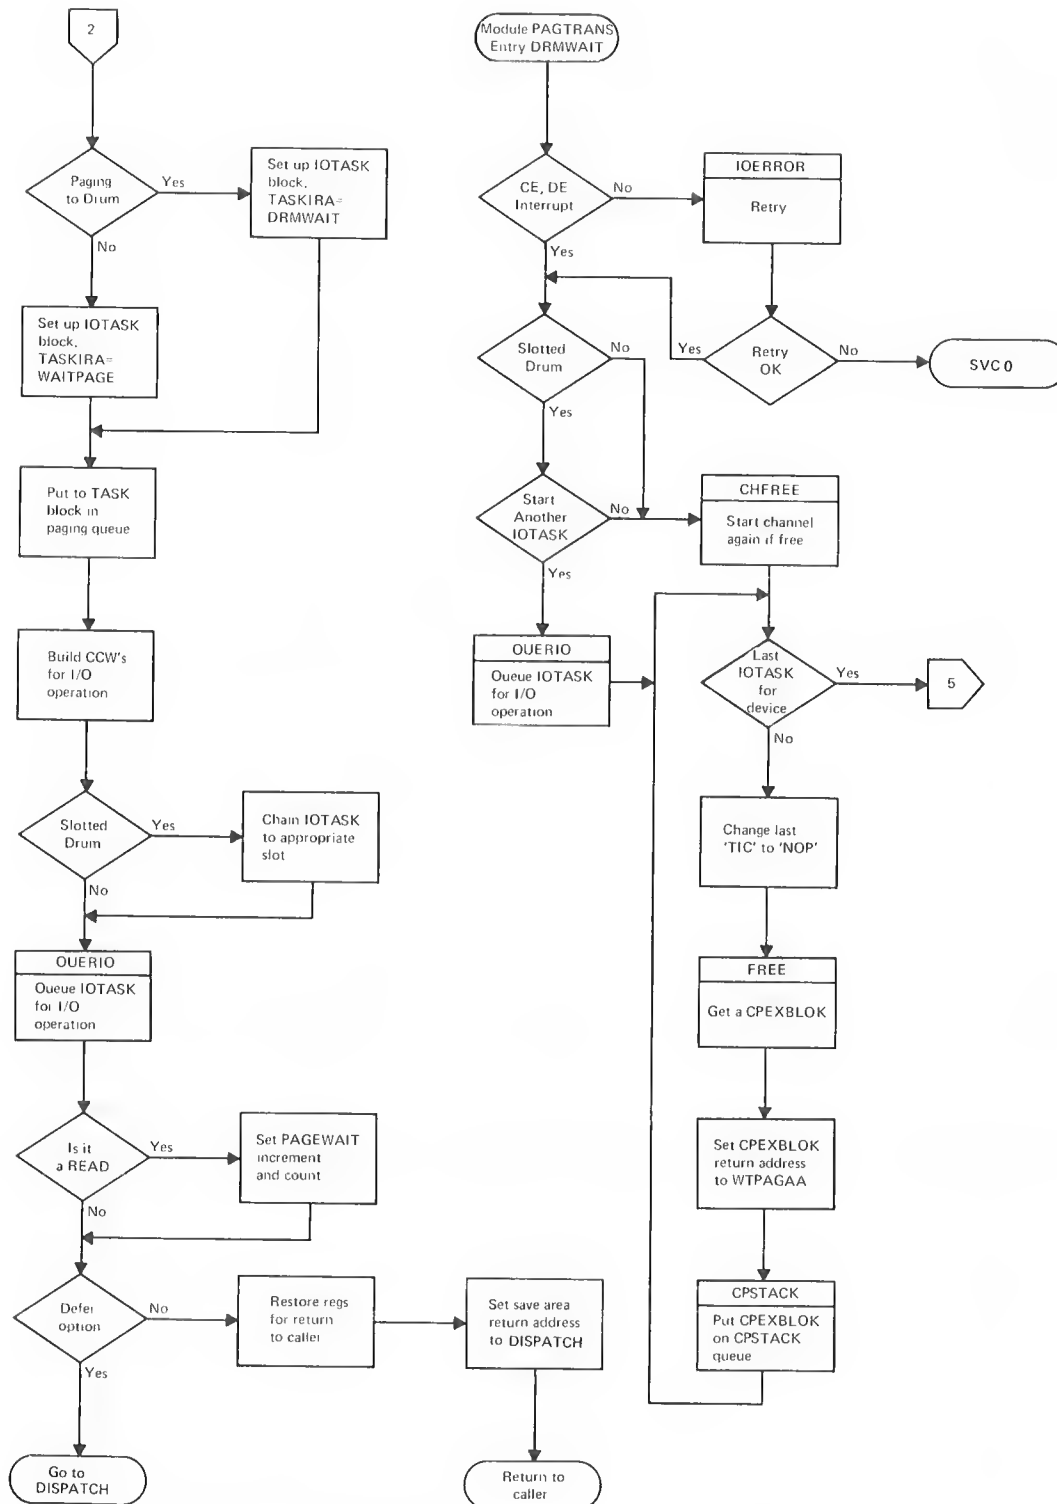 2
Paging
to Drum
Yes
No
Set up IOTASK
block,
TASKIRA=
DRMWAIT
Set up IOTASK
block,
TASKIRA=
WAITPAGE
Put to TASK
block in
paging queue
Build CCW's
for I/O
operation
Slotted
Drum
Yes
No
Chain IOTASK
to appropriate
slot
QUERIO
Queue IOTASK
for I/O
operation
Is it
a READ
Yes
No
Set PAGEWAIT
increment
and count
Defer
option
No
Yes
Restore regs
for return
to caller
Set save area
return address
to DISPATCH
Go to
DISPATCH
Return to
caller
Module PAGTRANS
Entry DRMWAIT
CE, DE
Interrupt
No
Yes
IOERROR
Retry
Retry
OK
Yes
No
SVC 0
Slotted
Drum
No
Yes
Start
Another
IOTASK
No
Yes
CHFREE
Start channel
again if free
QUERIO
Queue IOTASK
for I/O
operation
Last
IOTASK
for
device
Yes
No
5
Change last
'TIC' to 'NOP'
FREE
Get a CPEXBLOK
Set CPEXBLOK
return address
to WTPAGAA
CPSTACK
Put CPEXBLOK
on CPSTACK
queue